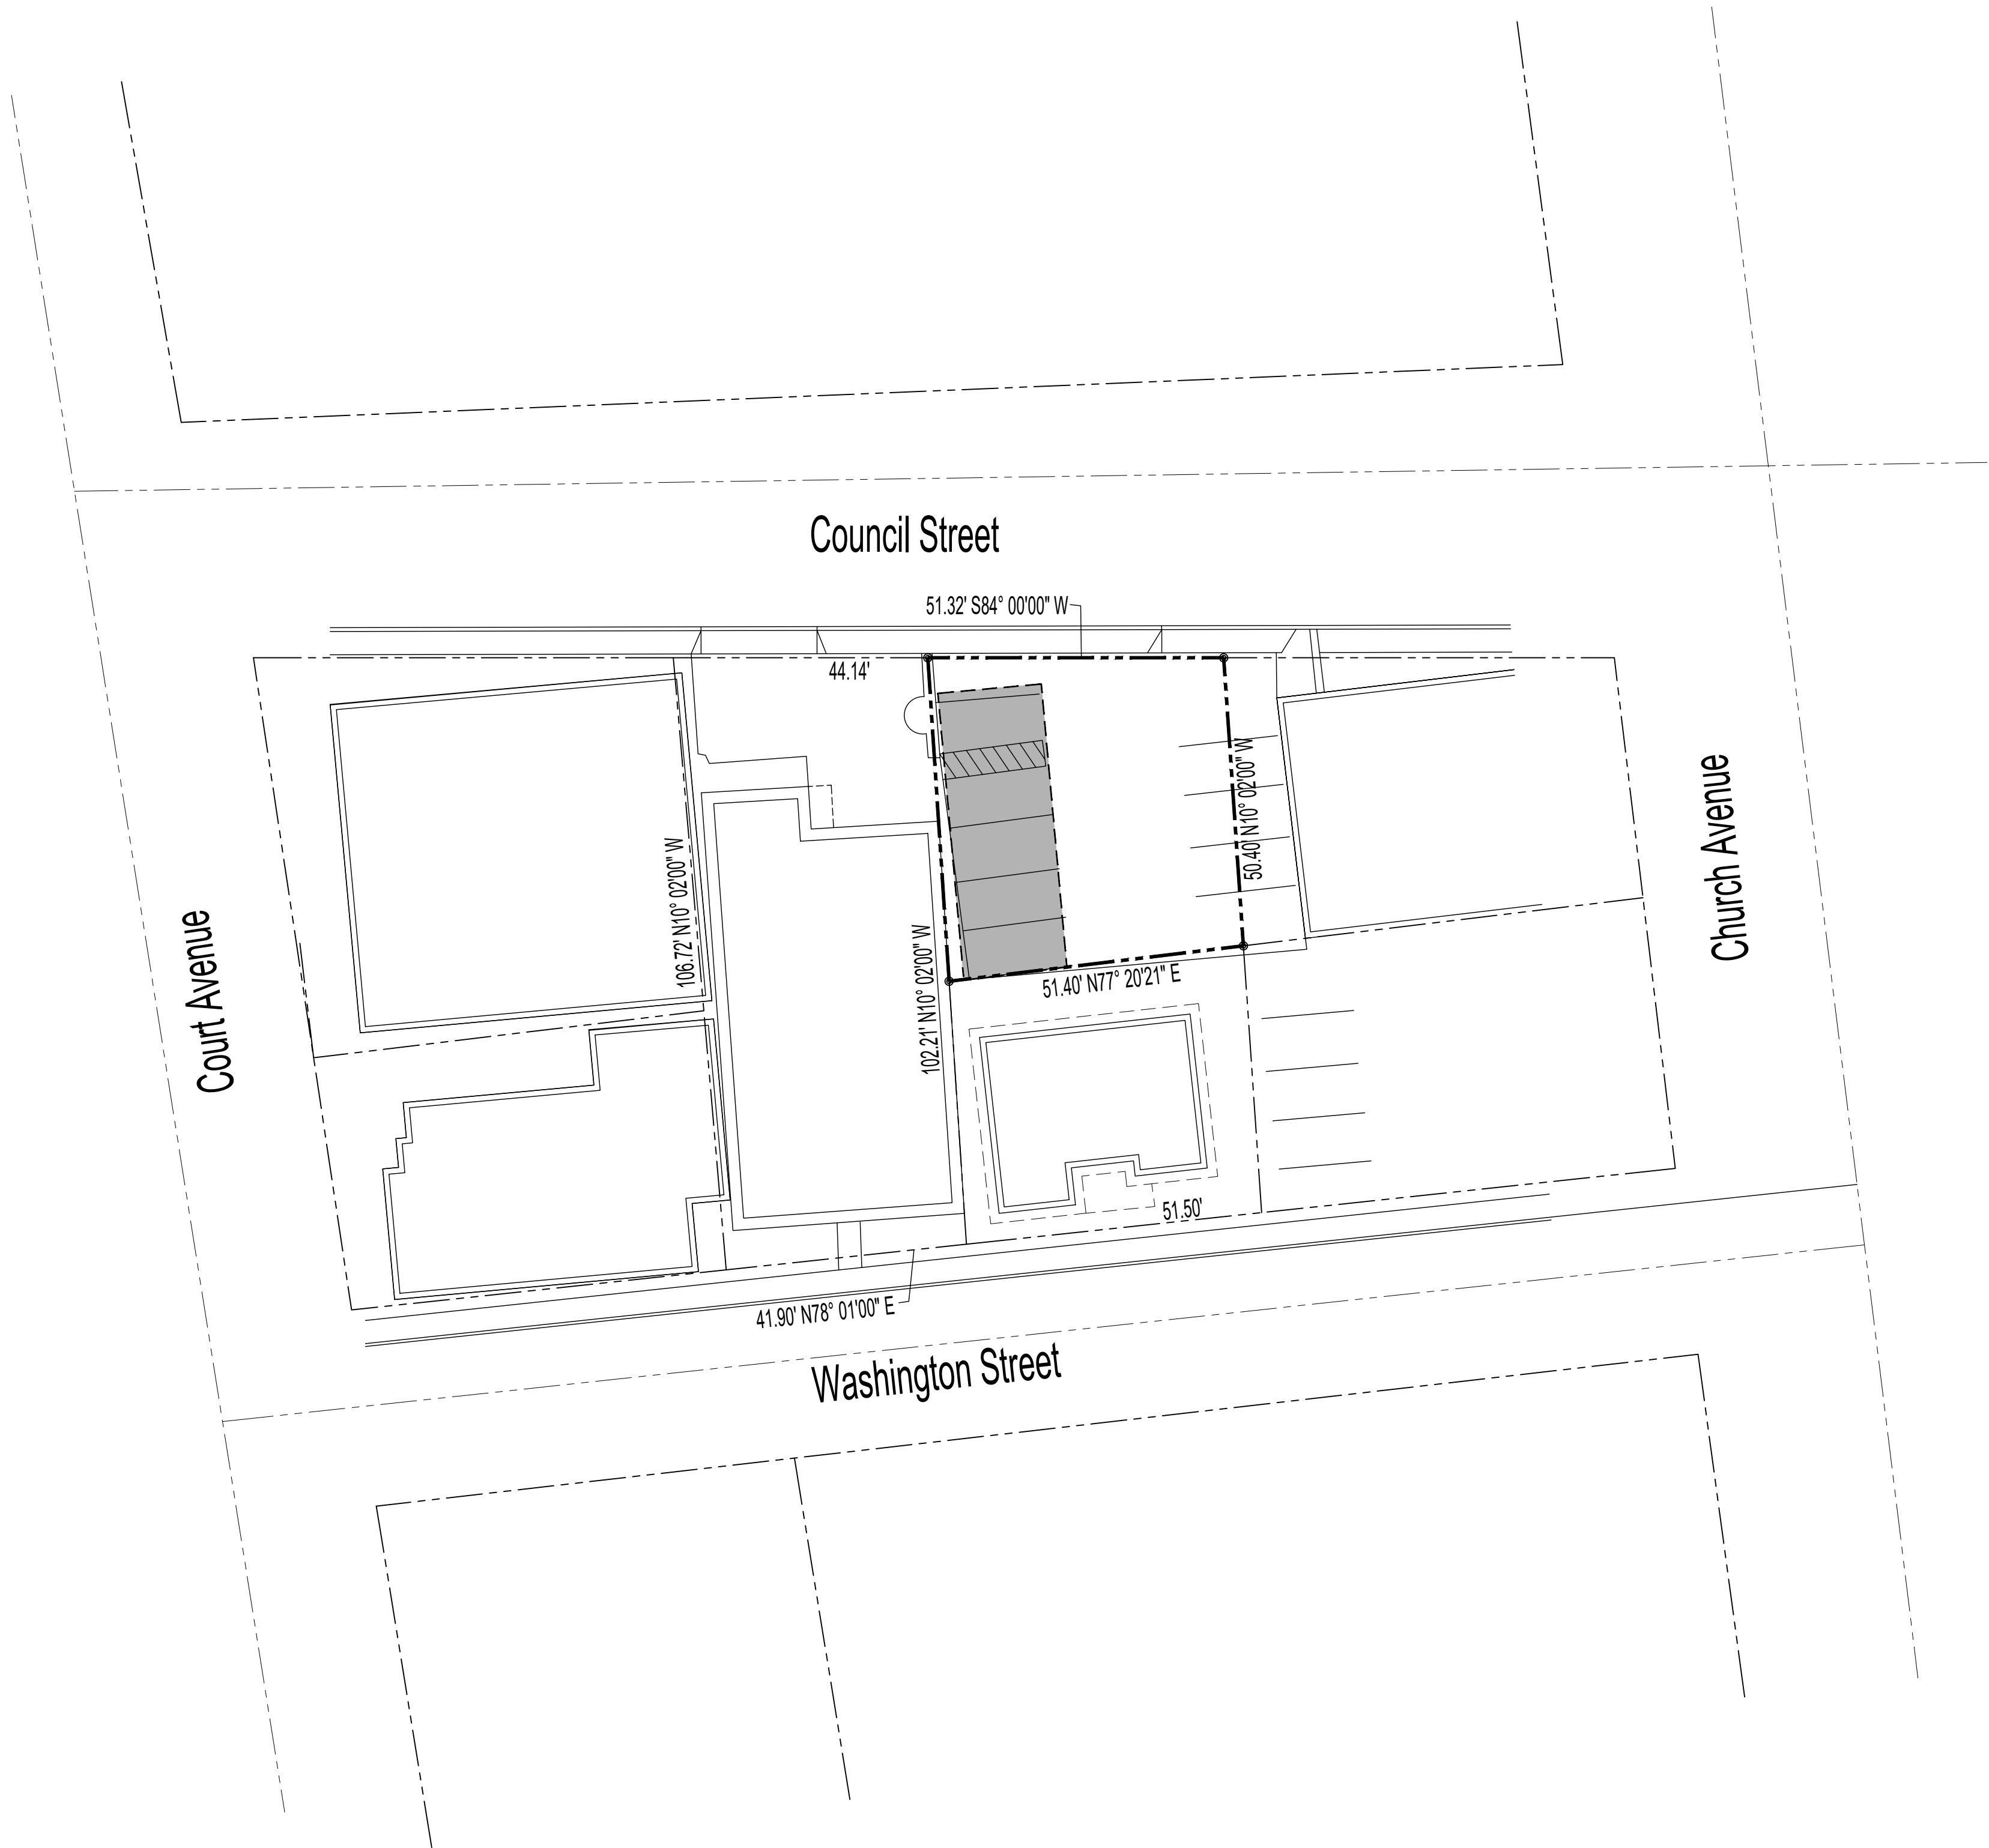 Council Street
51.32' S84° 00'00" W
44.14'
50.40' N10° 02'00" W
106.72' N10° 02'00" W
102.21' N10° 02'00" W
51.40' N77° 20'21" E
Court Avenue
Church Avenue
51.50'
41.90' N78° 01'00" E
Washington Street